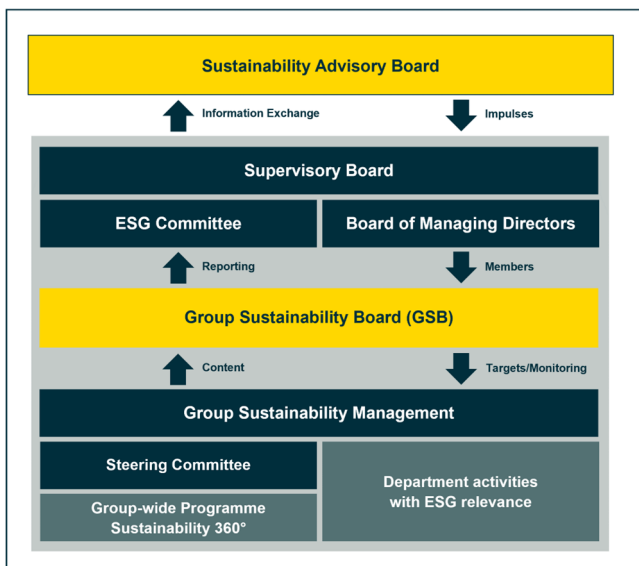 Sustainability Advisory Board
Information Exchange
Impulses
Supervisory Board
ESG Committee
Board of Managing Directors
Reporting
Members
Group Sustainability Board (GSB)
Content
Targets/Monitoring
Group Sustainability Management
Steering Committee
Group-wide Programme
Sustainability 360°
Department activities
with ESG relevance